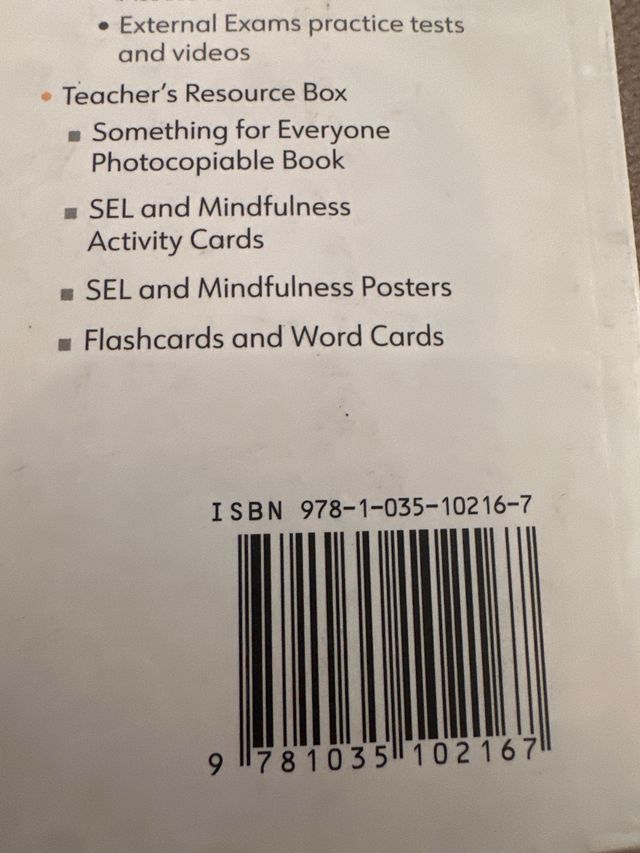 • External Exams practice tests
and videos
• Teacher's Resource Box
■ Something for Everyone
Photocopiable Book
■ SEL and Mindfulness
Activity Cards
■ SEL and Mindfulness Posters
■ Flashcards and Word Cards
ISBN 978-1-035-10216-7
9 781035 102167